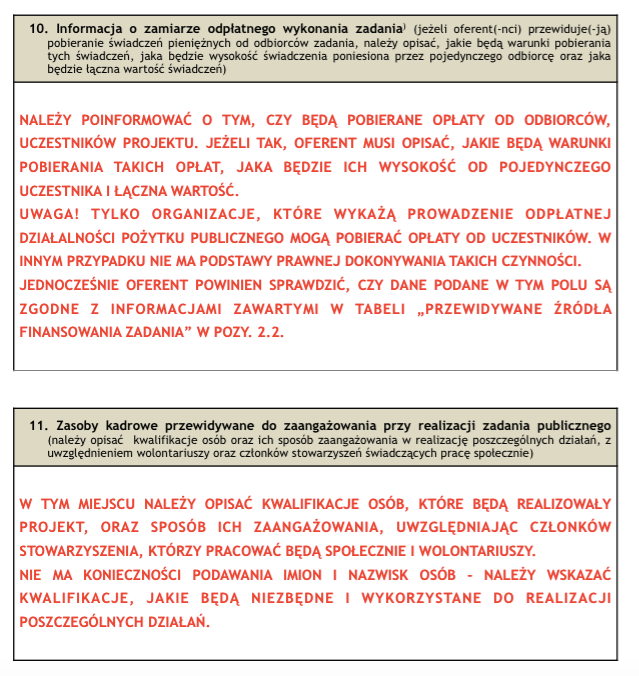 10. Informacja o zamiarze odpłatnego wykonania zadania⁾ (jeżeli oferent(-nci) przewiduje(-ją)
pobieranie świadczeń pieniężnych od odbiorców zadania, należy opisać, jakie będą warunki pobierania
tych świadczeń, jaka będzie wysokość świadczenia poniesiona przez pojedynczego odbiorcę oraz jaka
będzie łączna wartość świadczeń)
NALEŻY POINFORMOWAĆ O TYM, CZY BĘDĄ POBIERANE OPŁATY OD ODBIORCÓW,
UCZESTNIKÓW PROJEKTU. JEŻELI TAK, OFERENT MUSI OPISAĆ, JAKIE BĘDĄ WARUNKI
POBIERANIA TAKICH OPŁAT, JAKA BĘDZIE ICH WYSOKOŚĆ OD POJEDYNCZEGO
UCZESTNIKA I ŁĄCZNA WARTOŚĆ.
UWAGA! TYLKO ORGANIZACJE, KTÓRE WYKAŻĄ PROWADZENIE ODPŁATNEJ
DZIAŁALNOŚCI POŻYTKU PUBLICZNEGO MOGĄ POBIERAĆ OPŁATY OD UCZESTNIKÓW. W
INNYM PRZYPADKU NIE MA PODSTAWY PRAWNEJ DOKONYWANIA TAKICH CZYNNOŚCI.
JEDNOCZEŚNIE OFERENT POWINIEN SPRAWDZIĆ, CZY DANE PODANE W TYM POLU SĄ
ZGODNE Z INFORMACJAMI ZAWARTYMI W TABELI „PRZEWIDYWANE ŹRÓDŁA
FINANSOWANIA ZADANIA” W POZY. 2.2.
11. Zasoby kadrowe przewidywane do zaangażowania przy realizacji zadania publicznego
(należy opisać kwalifikacje osób oraz ich sposób zaangażowania w realizację poszczególnych działań, z
uwzględnieniem wolontariuszy oraz członków stowarzyszeń świadczących pracę społecznie)
W TYM MIEJSCU NALEŻY OPISAĆ KWALIFIKACJE OSÓB, KTÓRE BĘDĄ REALIZOWAŁY
PROJEKT, ORAZ SPOSÓB ICH ZAANGAŻOWANIA, UWZGLĘDNIAJĄC CZŁONKÓW
STOWARZYSZENIA, KTÓRZY PRACOWAĆ BĘDĄ SPOŁECZNIE I WOLONTARIUSZY.
NIE MA KONIECZNOŚCI PODAWANIA IMION I NAZWISK OSÓB - NALEŻY WSKAZAĆ
KWALIFIKACJE, JAKIE BĘDĄ NIEZBĘDNE I WYKORZYSTANE DO REALIZACJI
POSZCZEGÓLNYCH DZIAŁAŃ.